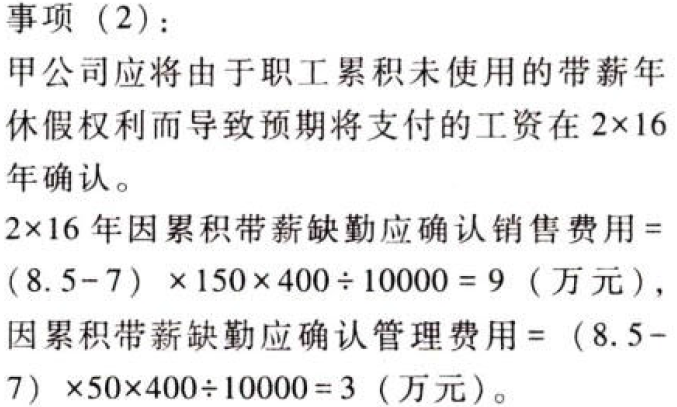 事项（2）：
甲公司应将由于职工累积未使用的带薪年
休假权利而导致预期将支付的工资在 2×16
年确认。
2×16 年因累积带薪缺勤应确认销售费用 =
（8.5-7）×150×400÷10000 = 9（万元），
因累积带薪缺勤应确认管理费用 =（8.5-
7）×50×400÷10000 = 3（万元）。